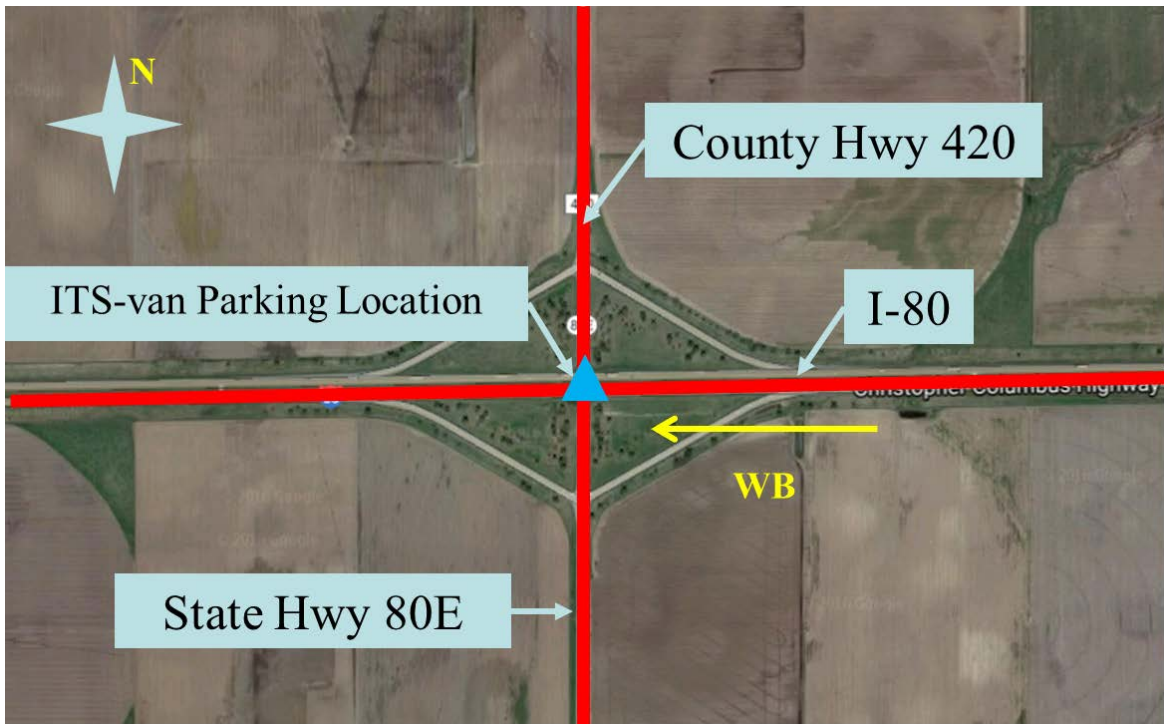 N
County Hwy 420
ITS-van Parking Location
I-80
Christopher Columbus Highway
WB
State Hwy 80E